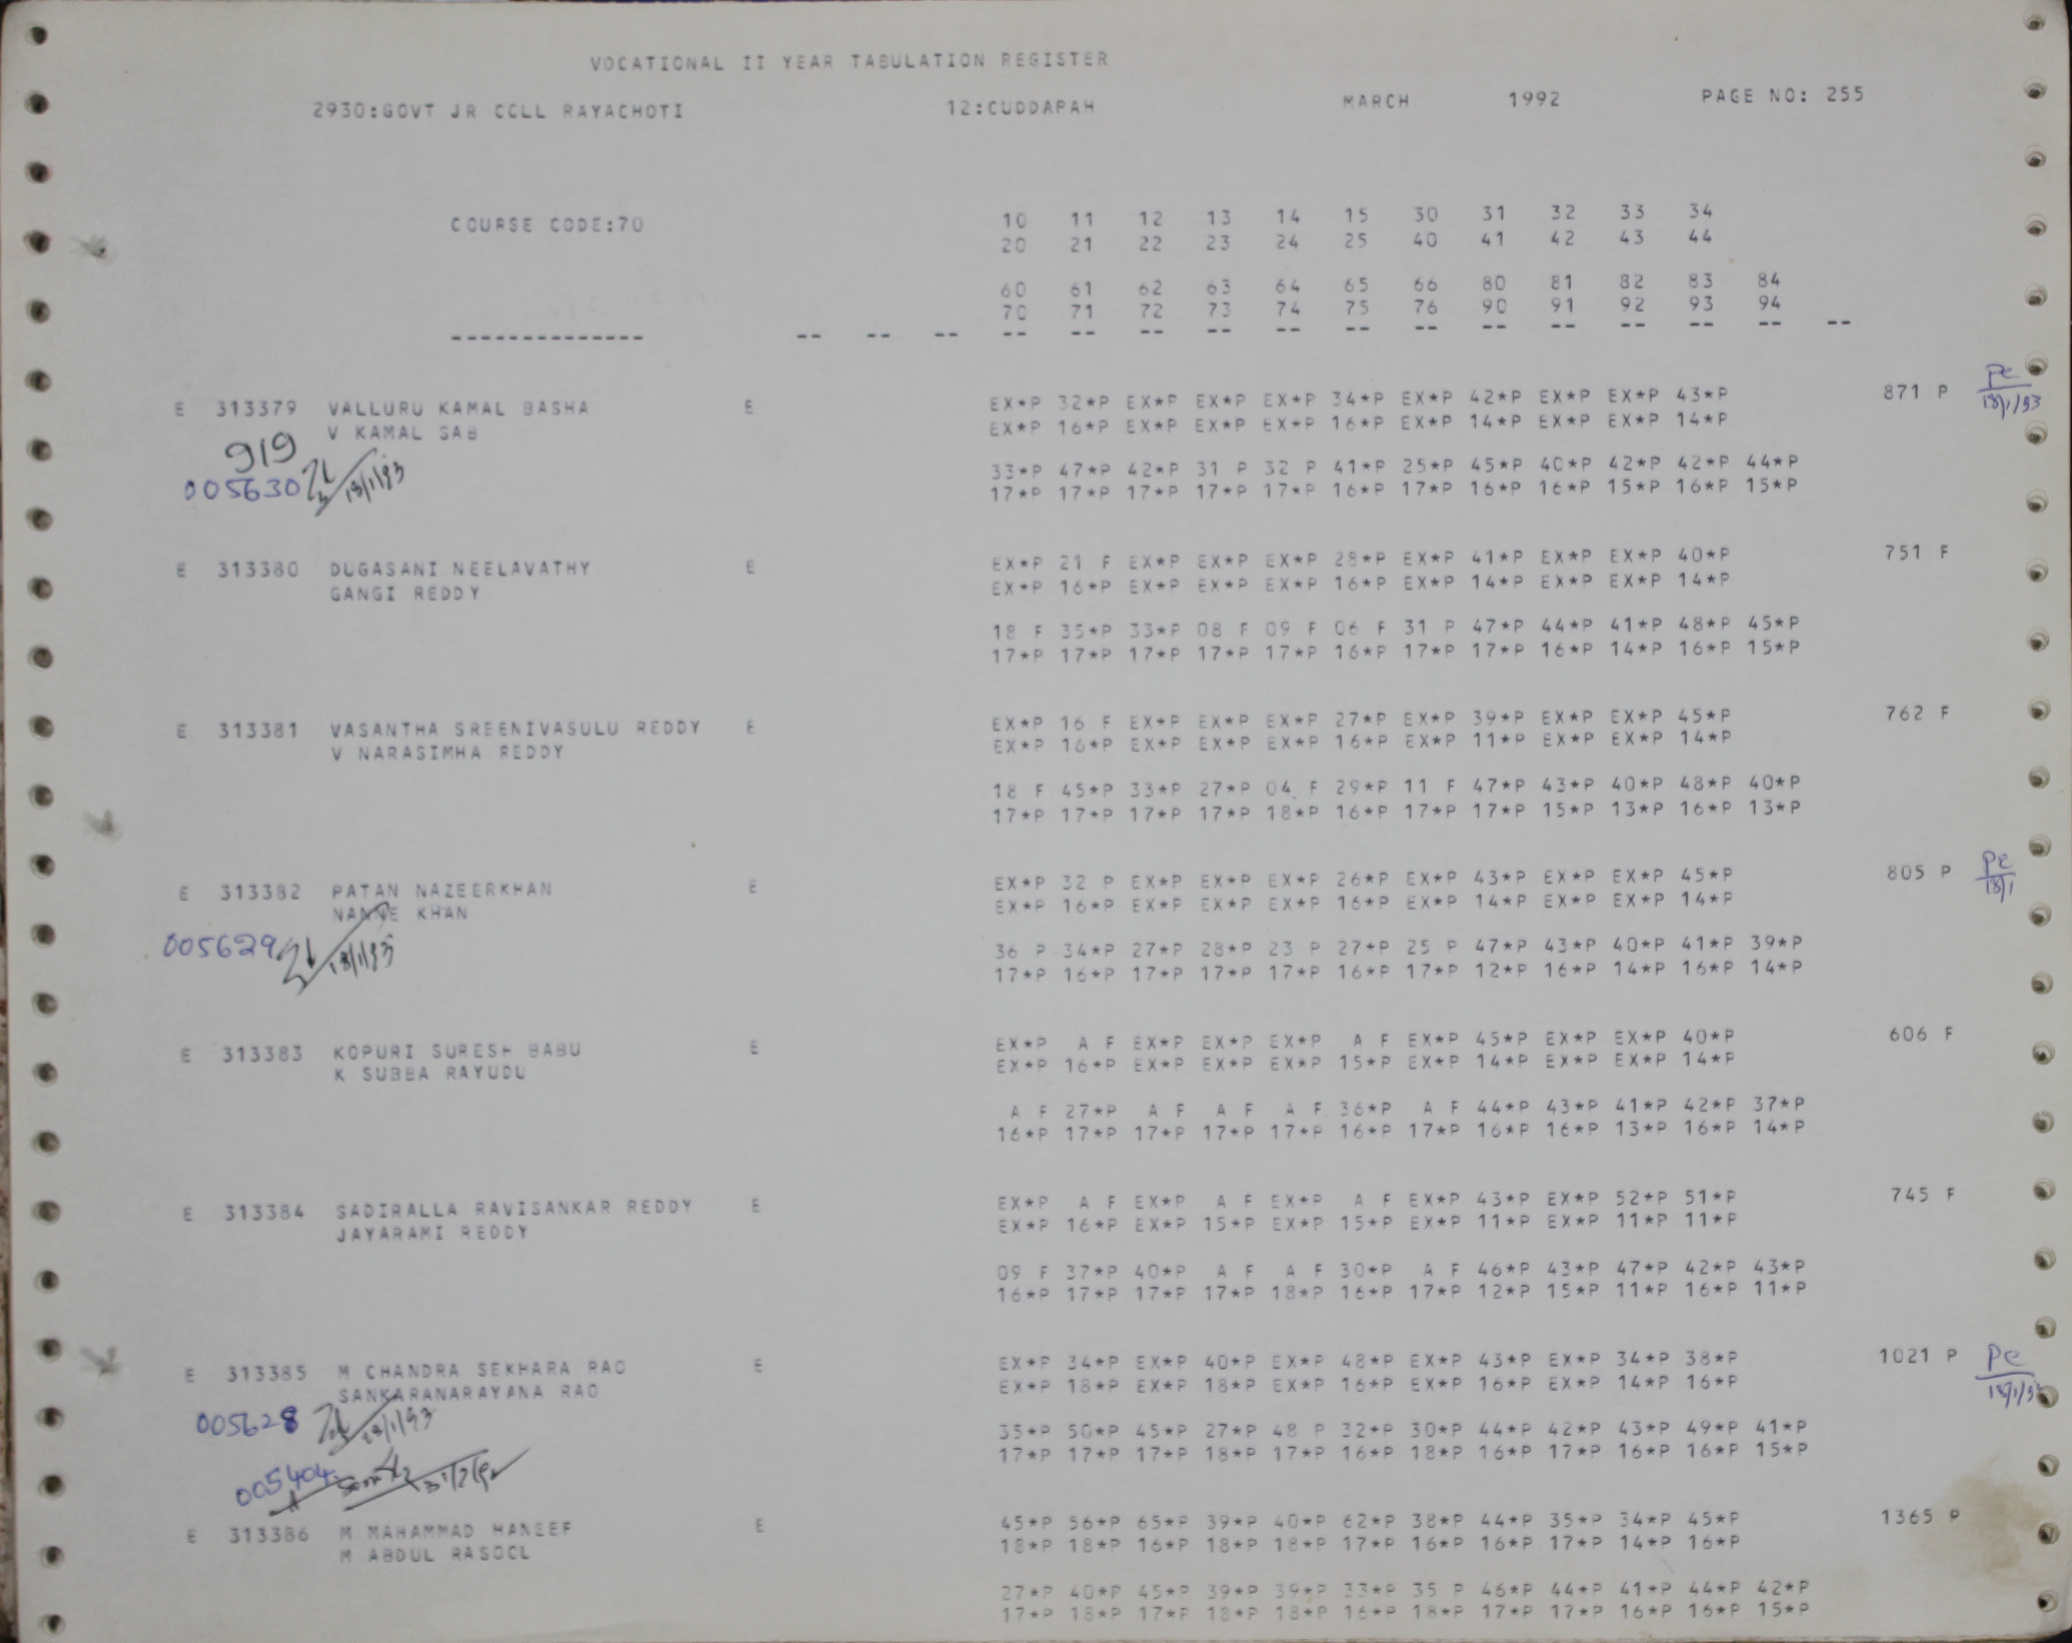 VOCATIONAL II YEAR TABULATION REGISTER
2930:GOVT JR COLL RAYACHOTI 12:CUDDAPAH MARCH 1992 PAGE NO: 255
COURSE CODE:70 10 11 12 13 14 15 30 31 32 33 34
20 21 22 23 24 25 40 41 42 43 44
60 61 62 63 64 65 66 80 81 82 83 84
70 71 72 73 74 75 76 90 91 92 93 94
-------------- -- -- -- -- -- -- -- -- -- -- -- -- -- -- -- --
E 313379 VALLURU KAMAL BASHA E EX*P 32*P EX*P EX*P EX*P 34*P EX*P 42*P EX*P EX*P 43*P 871 P
V KAMAL SAB EX*P 16*P EX*P EX*P EX*P 16*P EX*P 14*P EX*P EX*P 14*P
919
33*P 47*P 42*P 31 P 32 P 41*P 25*P 45*P 40*P 42*P 42*P 44*P
005630 18/1/93 17*P 17*P 17*P 17*P 17*P 16*P 17*P 16*P 16*P 15*P 16*P 15*P
E 313380 DUGASANI NEELAVATHY E EX*P 21 F EX*P EX*P EX*P 28*P EX*P 41*P EX*P EX*P 40*P 751 F
GANGI REDDY EX*P 16*P EX*P EX*P EX*P 16*P EX*P 14*P EX*P EX*P 14*P
18 F 35*P 33*P 08 F 09 F 06 F 31 P 47*P 44*P 41*P 48*P 45*P
17*P 17*P 17*P 17*P 17*P 16*P 17*P 17*P 16*P 14*P 16*P 15*P
E 313381 VASANTHA SREENIVASULU REDDY E EX*P 16 F EX*P EX*P EX*P 27*P EX*P 39*P EX*P EX*P 45*P 762 F
V NARASIMHA REDDY EX*P 16*P EX*P EX*P EX*P 16*P EX*P 11*P EX*P EX*P 14*P
18 F 45*P 33*P 27*P 04 F 29*P 11 F 47*P 43*P 40*P 48*P 40*P
17*P 17*P 17*P 17*P 18*P 16*P 17*P 17*P 15*P 13*P 16*P 13*P
E 313382 PATAN NAZEERKHAN E EX*P 32 P EX*P EX*P EX*P 26*P EX*P 43*P EX*P EX*P 45*P 805 P
NANNE KHAN EX*P 16*P EX*P EX*P EX*P 16*P EX*P 14*P EX*P EX*P 14*P
005629 18/1/93 36 P 34*P 27*P 28*P 23 P 27*P 25 P 47*P 43*P 40*P 41*P 39*P
17*P 16*P 17*P 17*P 17*P 16*P 17*P 12*P 16*P 14*P 16*P 14*P
E 313383 KOPURI SURESH BABU E EX*P A F EX*P EX*P EX*P A F EX*P 45*P EX*P EX*P 40*P 606 F
K SUBBA RAYUDU EX*P 16*P EX*P EX*P EX*P 15*P EX*P 14*P EX*P EX*P 14*P
A F 27*P A F A F A F 36*P A F 44*P 43*P 41*P 42*P 37*P
16*P 17*P 17*P 17*P 17*P 16*P 17*P 16*P 16*P 13*P 16*P 14*P
E 313384 SADIRALLA RAVISANKAR REDDY E EX*P A F EX*P A F EX*P A F EX*P 43*P EX*P 52*P 51*P 745 F
JAYARAMI REDDY EX*P 16*P EX*P 15*P EX*P 15*P EX*P 11*P EX*P 11*P 11*P
09 F 37*P 40*P A F A F 30*P A F 46*P 43*P 47*P 42*P 43*P
16*P 17*P 17*P 17*P 18*P 16*P 17*P 12*P 15*P 11*P 16*P 11*P
E 313385 M CHANDRA SEKHARA RAO E EX*P 34*P EX*P 40*P EX*P 48*P EX*P 43*P EX*P 34*P 38*P 1021 P
SANKARANARAYANA RAO EX*P 18*P EX*P 18*P EX*P 16*P EX*P 16*P EX*P 14*P 16*P
005628 35*P 50*P 45*P 27*P 48 P 32*P 30*P 44*P 42*P 43*P 49*P 41*P
17*P 17*P 17*P 18*P 17*P 16*P 18*P 16*P 17*P 16*P 16*P 15*P
005404
E 313386 M MAHAMMAD HANEEF E 45*P 56*P 65*P 39*P 40*P 62*P 38*P 44*P 35*P 34*P 45*P 1365 P
M ABDUL RASOOL 18*P 18*P 16*P 18*P 18*P 17*P 16*P 16*P 17*P 14*P 16*P
27*P 40*P 45*P 39*P 39*P 33*P 35 P 46*P 44*P 41*P 44*P 42*P
17*P 18*P 17*P 18*P 18*P 16*P 18*P 17*P 17*P 16*P 16*P 15*P